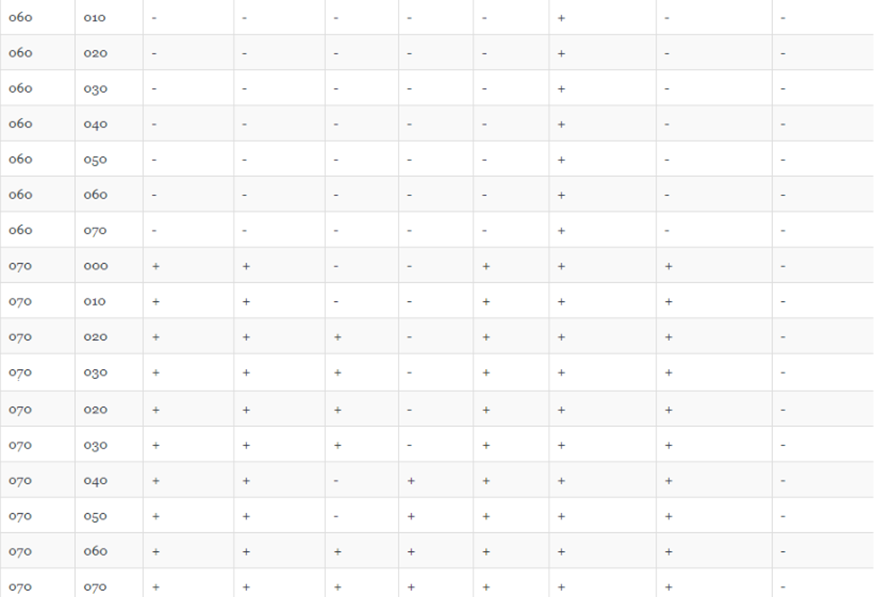 060 010 - - - - - + - -
060 020 - - - - - + - -
060 030 - - - - - + - -
060 040 - - - - - + - -
060 050 - - - - - + - -
060 060 - - - - - + - -
060 070 - - - - - + - -
070 000 + + - - + + + -
070 010 + + - - + + + -
070 020 + + + - + + + -
070 030 + + + - + + + -
070 020 + + + - + + + -
070 030 + + + - + + + -
070 040 + + - + + + + -
070 050 + + - + + + + -
070 060 + + + + + + + -
070 070 + + + + + + + -